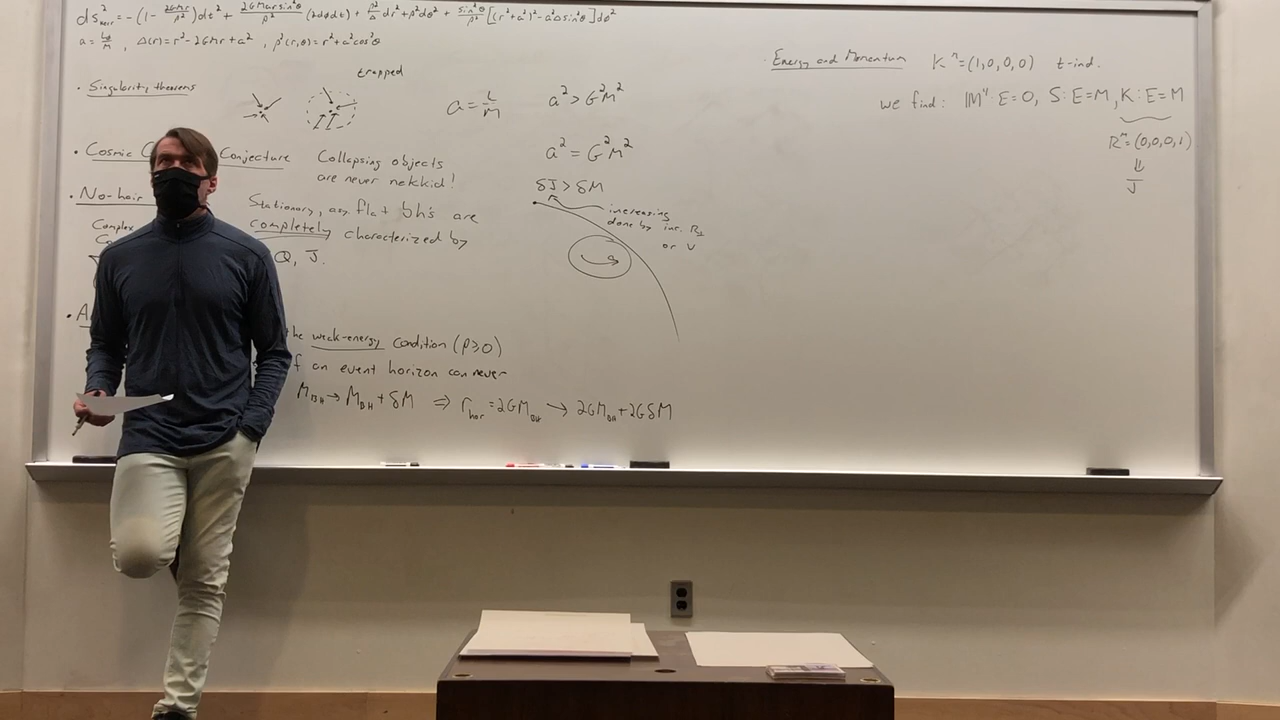 ds²Kerr = -(1 - 2GMr/ρ²)dt² + 2GMar sin²θ/ρ² (2dφdt) + ρ²/Δ dr² + ρ²dθ² + sin²θ/ρ² [(r²+a²)² - a²Δsin²θ]dφ²
Δ(r) = r² - 2GMr + a² , ρ²(r,θ) = r² + a²cos²θ
· Singularity theorems
trapped
a = L/M
a² > G²M²
· Cosmic Conjecture
Collapsing objects
are never nekkid!
a² = G²M²
· No-hair
Stationary, asy. flat bh's are
completely characterized by
Q, J.
Complex
δJ > δM
increasing
done by inc. R⊥
or v
the weak-energy condition (ρ ≥ 0)
of an event horizon can never
M_BH → M_BH + δM ⇒ r_hor = 2GM_BH → 2GM_BH + 2GδM
· Energy and Momentum K^μ = (1,0,0,0) t-ind.
we find: IM⁴: E=0, S: E=M, K: E=M
R^μ = (0,0,0,1)
⇓
J